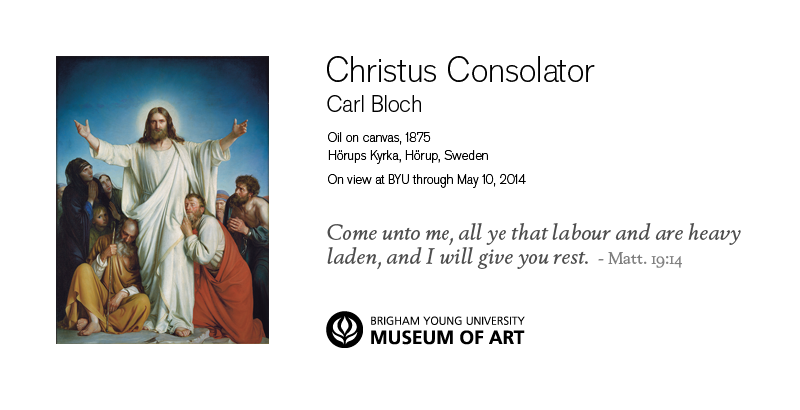 Christus Consolator
Carl Bloch
Oil on canvas, 1875
Hörups Kyrka, Hörup, Sweden
On view at BYU through May 10, 2014
Come unto me, all ye that labour and are heavy
laden, and I will give you rest. - Matt. 19:14
BRIGHAM YOUNG UNIVERSITY
MUSEUM OF ART